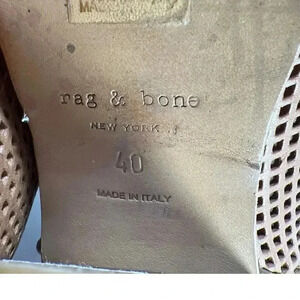 rag & bone
NEW YORK
40
MADE IN ITALY